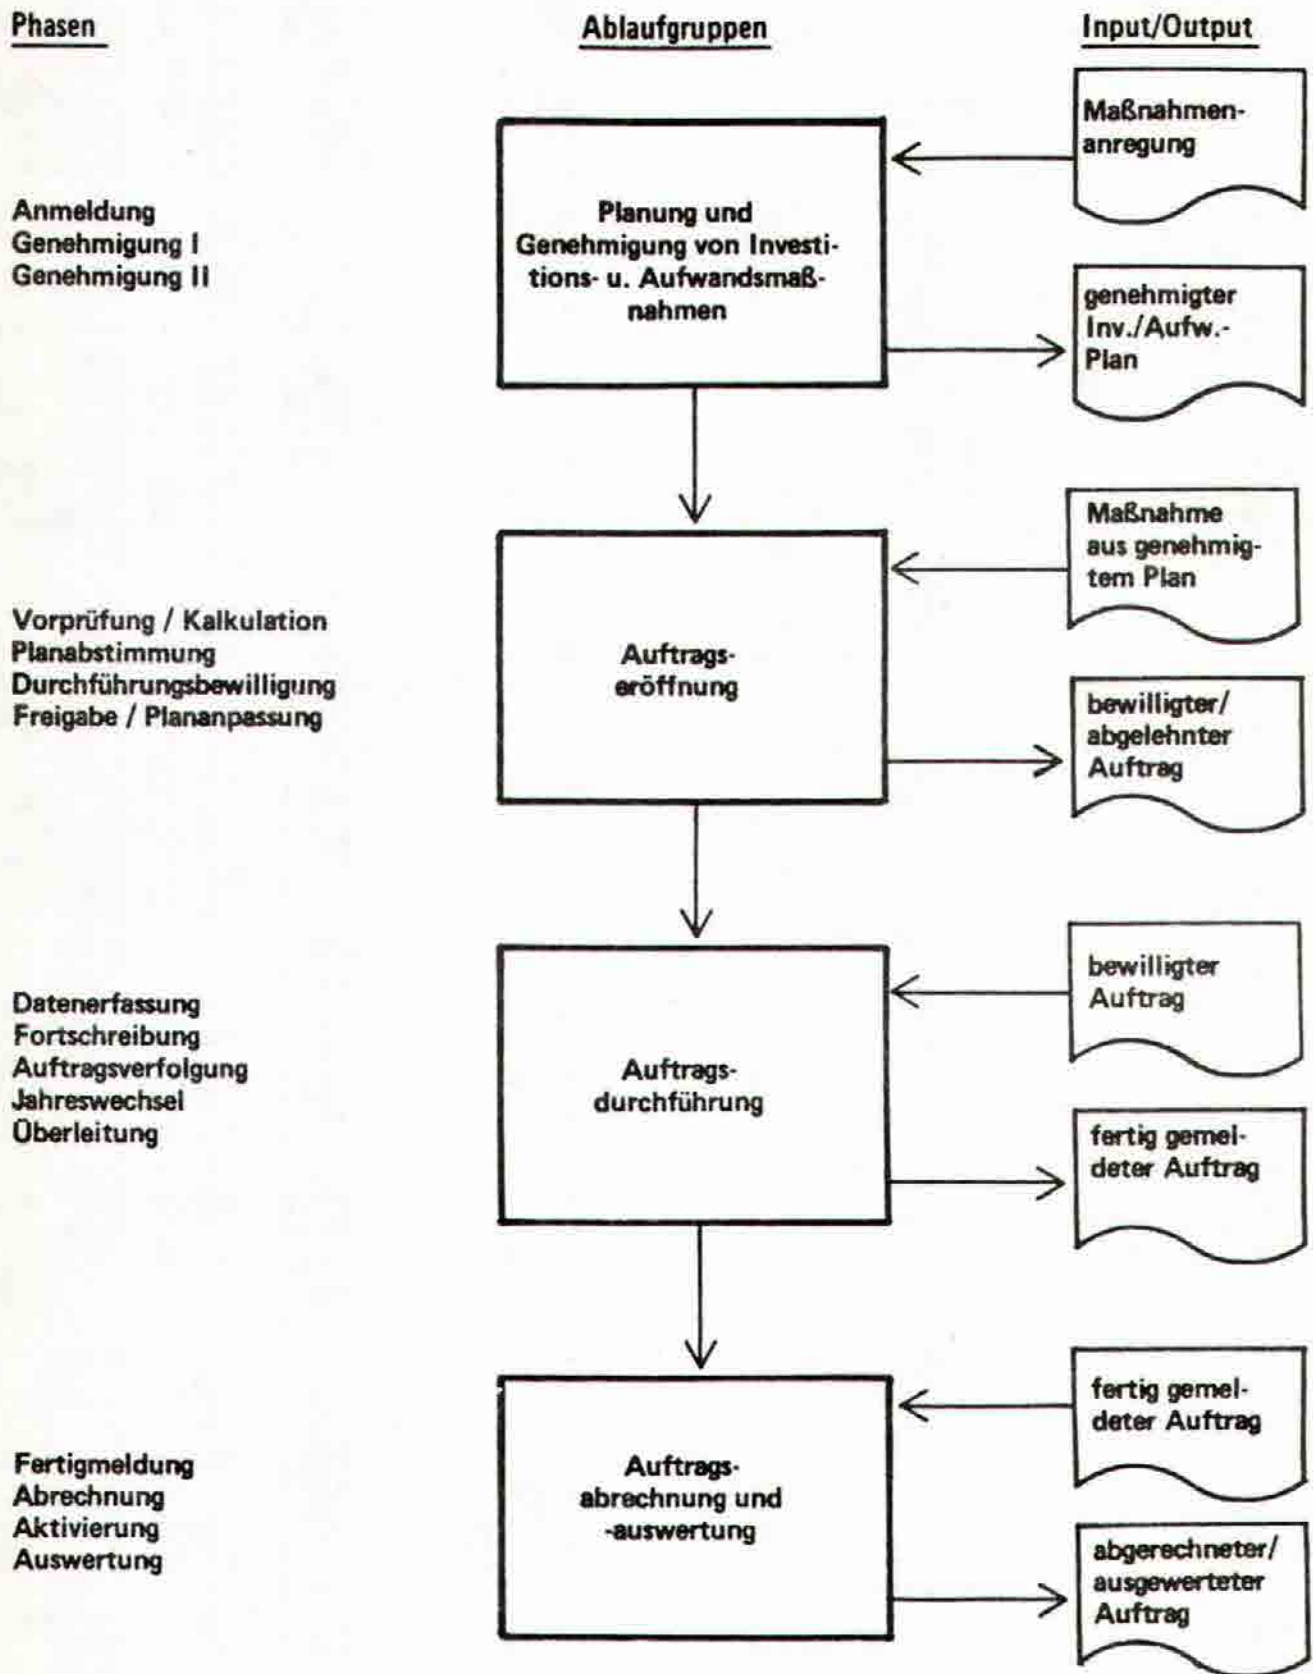 Phasen
Ablaufgruppen
Input/Output
Anmeldung
Genehmigung I
Genehmigung II
Planung und
Genehmigung von Investi-
tions- u. Aufwandsmaß-
nahmen
Maßnahmen-
anregung
genehmigter
Inv./Aufw.-
Plan
Vorprüfung / Kalkulation
Planabstimmung
Durchführungsbewilligung
Freigabe / Plananpassung
Auftrags-
eröffnung
Maßnahme
aus genehmig-
tem Plan
bewilligter/
abgelehnter
Auftrag
Datenerfassung
Fortschreibung
Auftragsverfolgung
Jahreswechsel
Überleitung
Auftrags-
durchführung
bewilligter
Auftrag
fertig gemel-
deter Auftrag
Fertigmeldung
Abrechnung
Aktivierung
Auswertung
Auftrags-
abrechnung und
-auswertung
fertig gemel-
deter Auftrag
abgerechneter/
ausgewerteter
Auftrag